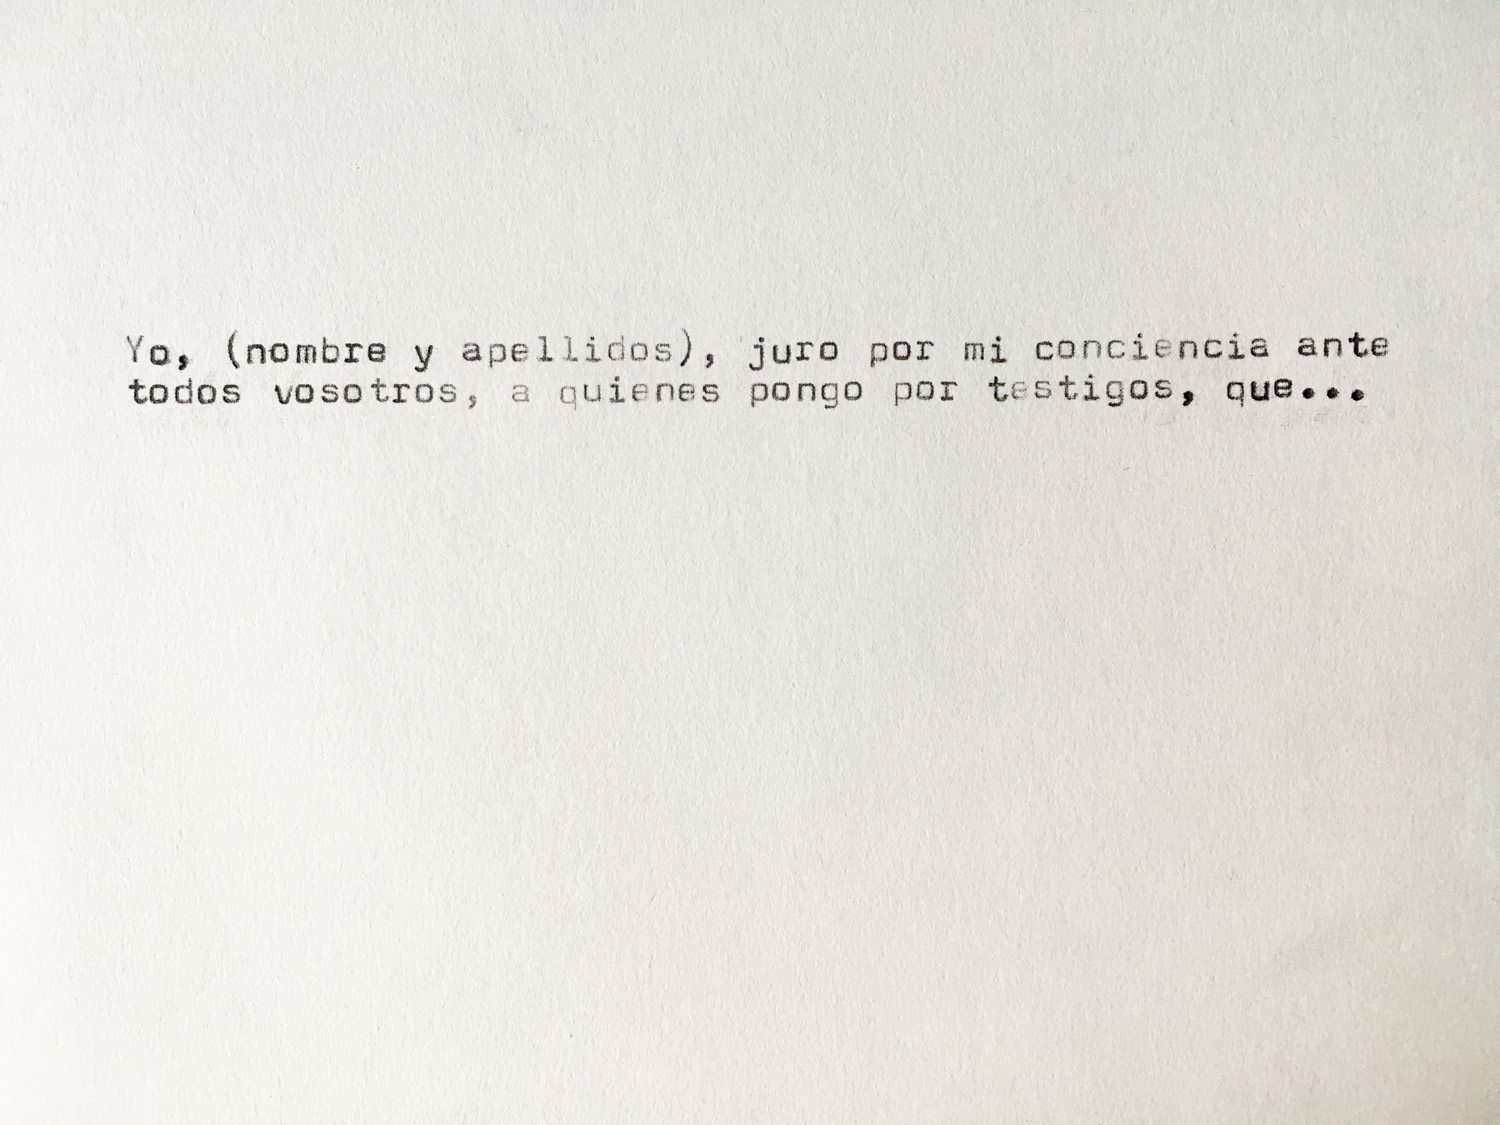 Yo, (nombre y apellidos), juro por mi conciencia ante
todos vosotros, a quienes pongo por testigos, que...